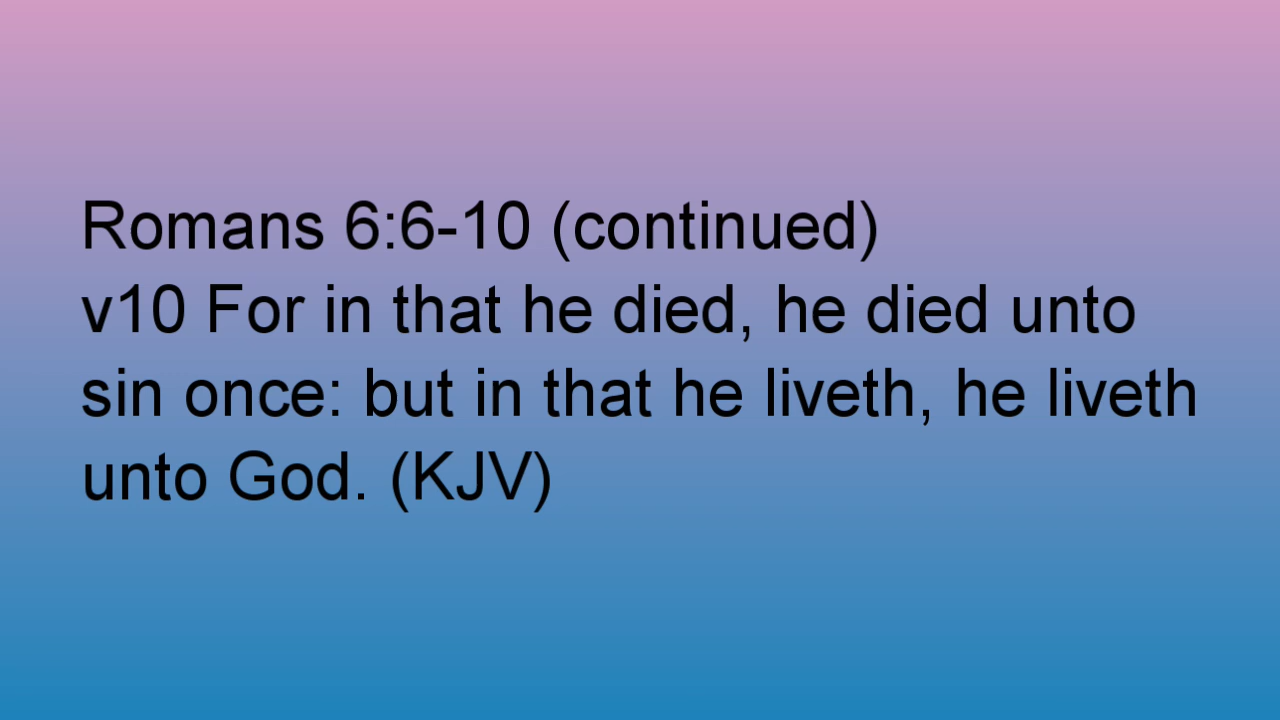 Romans 6:6-10 (continued)
v10 For in that he died, he died unto
sin once: but in that he liveth, he liveth
unto God. (KJV)